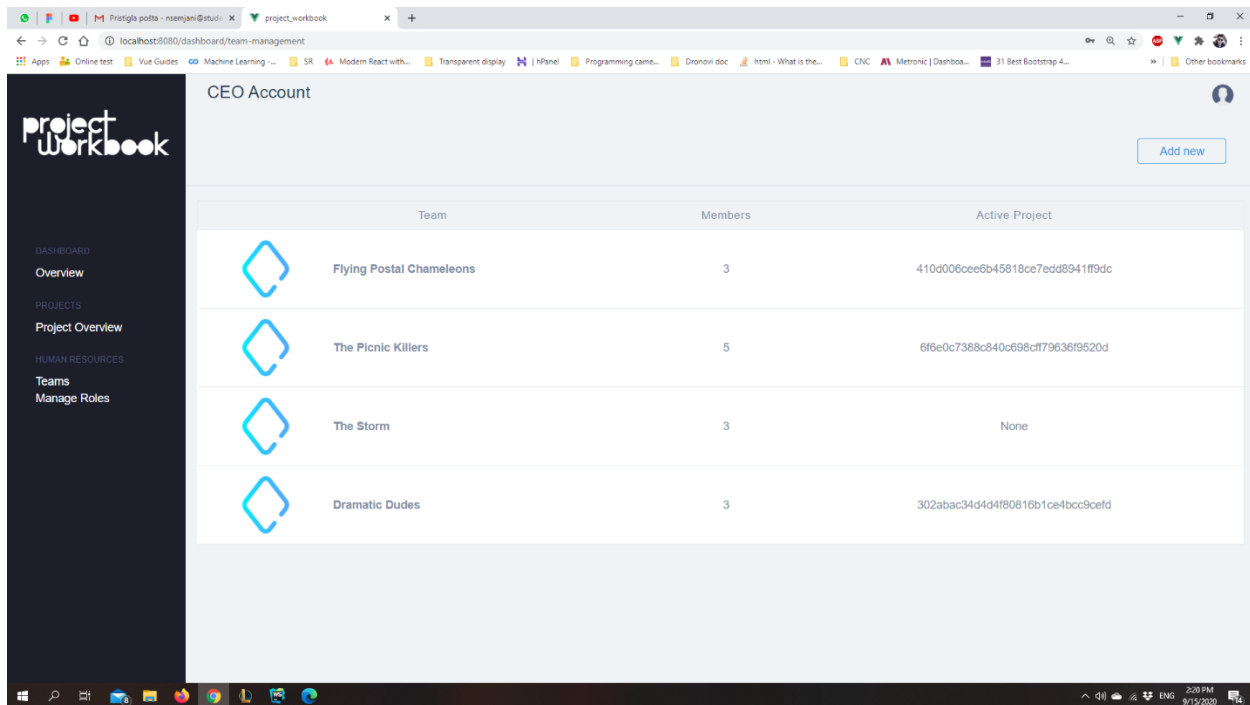 Pristigla pošta - nsemjani@stude
project_workbook
localhost:8080/dashboard/team-management
Apps
Online test
Vue Guides
Machine Learning -...
SR
Modern React with...
Transparent display
| hPanel
Programming came...
Dronovi doc
html - What is the...
CNC
Metronic | Dashboa...
31 Best Bootstrap 4...
»
Other bookmarks
project
workbook
CEO Account
Add new
Team Members Active Project
DASHBOARD
Overview
PROJECTS
Project Overview
HUMAN RESOURCES
Teams
Manage Roles
Flying Postal Chameleons 3 410d006cee6b45818ce7edd8941ff9dc
The Picnic Killers 5 6f6e0c7388c840c698cff79636f9520d
The Storm 3 None
Dramatic Dudes 3 302abac34d4d4f80816b1ce4bcc9cefd
ENG
2:20 PM
9/15/2020